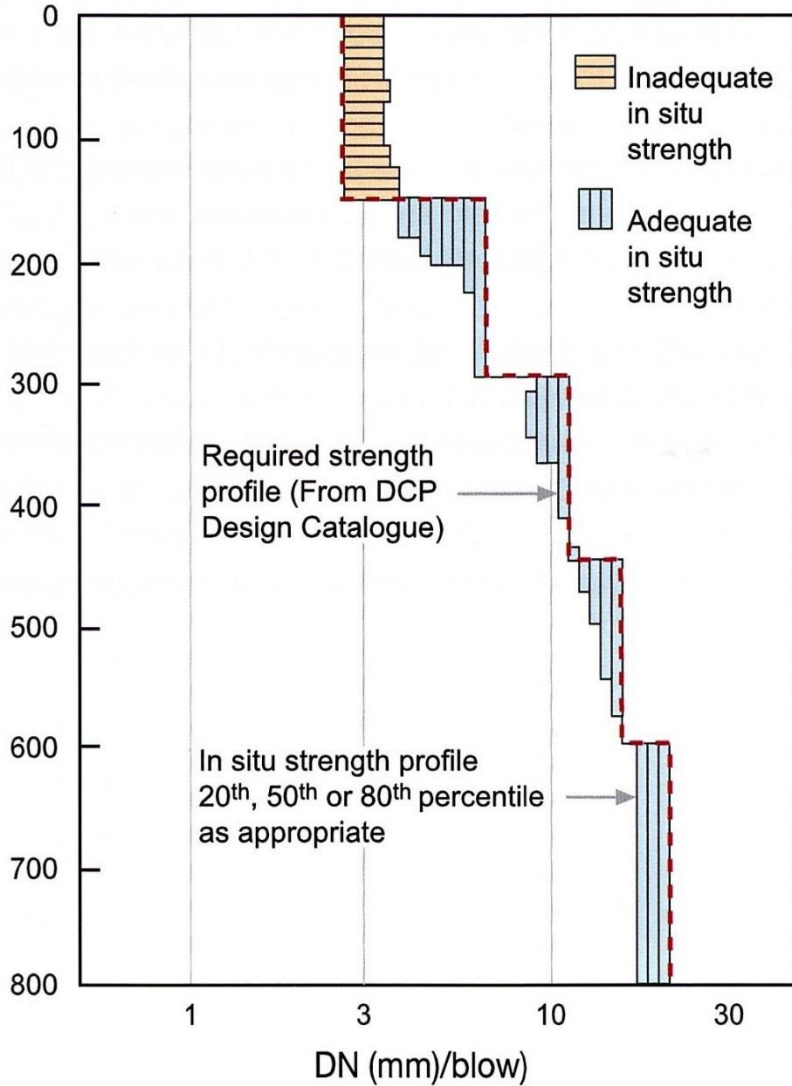 0
100
200
300
400
500
600
700
800
Inadequate
in situ
strength
Adequate
in situ
strength
Required strength
profile (From DCP
Design Catalogue)
In situ strength profile
20th, 50th or 80th percentile
as appropriate
1 3 10 30
DN (mm)/blow)